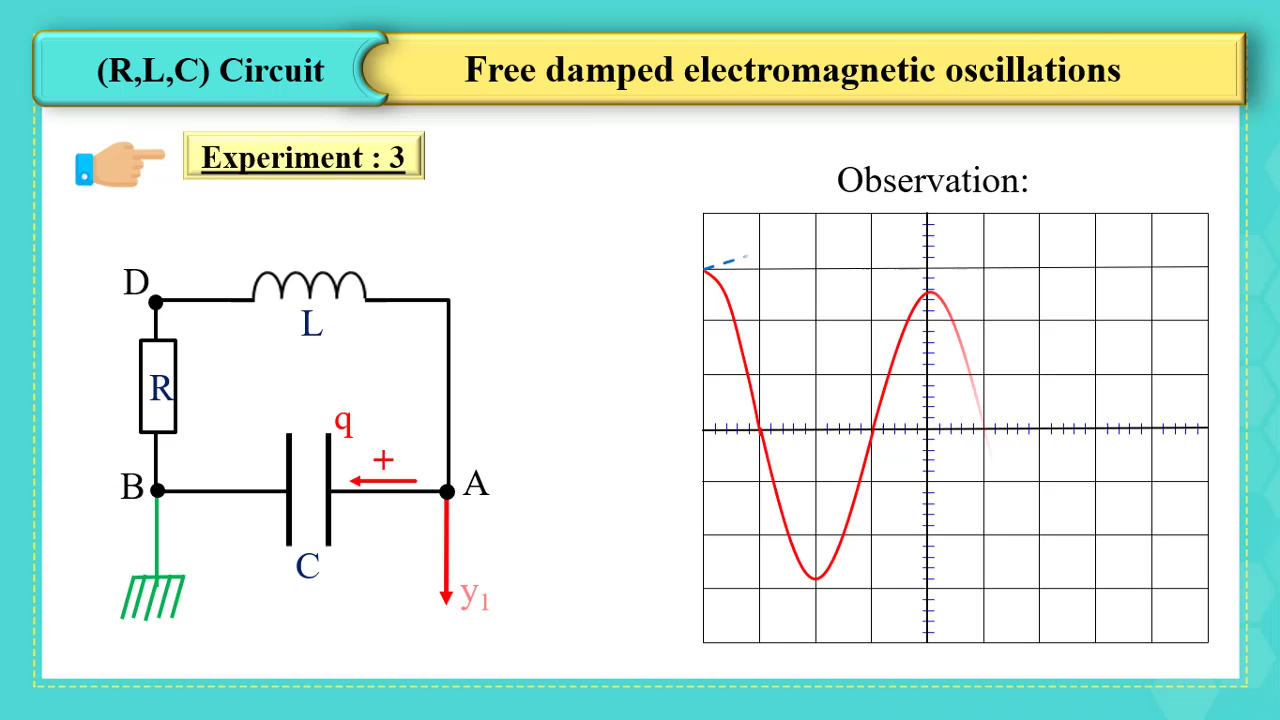 (R,L,C) Circuit
Free damped electromagnetic oscillations
Experiment : 3
Observation:
D
L
R
q
+
B
A
C
y₁